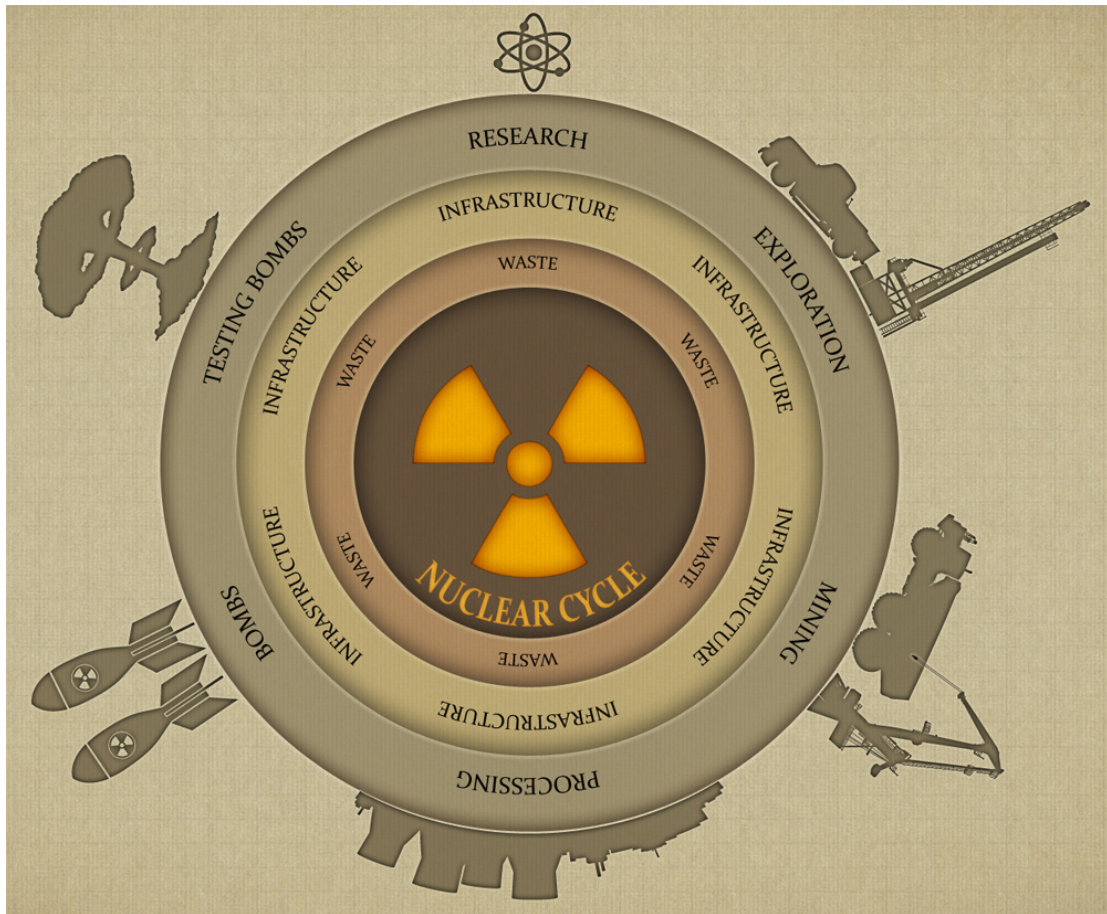 RESEARCH
EXPLORATION
MINING
PROCESSING
BOMBS
TESTING BOMBS
INFRASTRUCTURE
INFRASTRUCTURE
INFRASTRUCTURE
INFRASTRUCTURE
INFRASTRUCTURE
INFRASTRUCTURE
WASTE
WASTE
WASTE
WASTE
WASTE
WASTE
NUCLEAR CYCLE